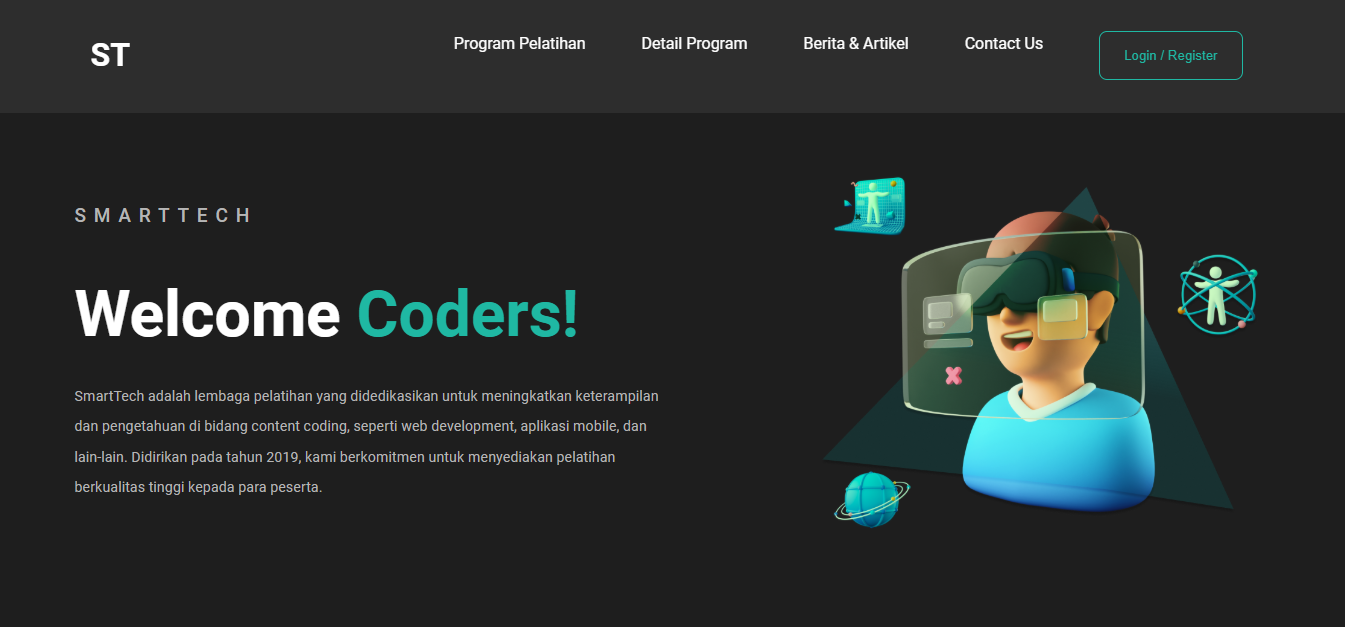 ST
Program Pelatihan
Detail Program
Berita & Artikel
Contact Us
Login / Register
SMARTTECH
Welcome Coders!
SmartTech adalah lembaga pelatihan yang didedikasikan untuk meningkatkan keterampilan
dan pengetahuan di bidang content coding, seperti web development, aplikasi mobile, dan
lain-lain. Didirikan pada tahun 2019, kami berkomitmen untuk menyediakan pelatihan
berkualitas tinggi kepada para peserta.